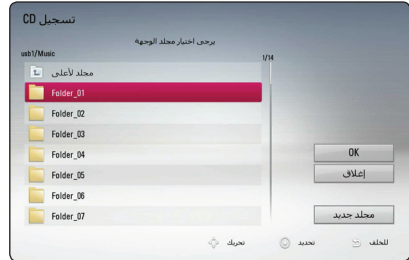 تسجيل CD
يرجى اختيار مجلد الوجهة
usb1/Music
1/14
مجلد لأعلى
Folder_01
Folder_02
Folder_03
Folder_04
Folder_05
Folder_06
Folder_07
OK
إغلاق
مجلد جديد
تحريك
تحديد
للخلف